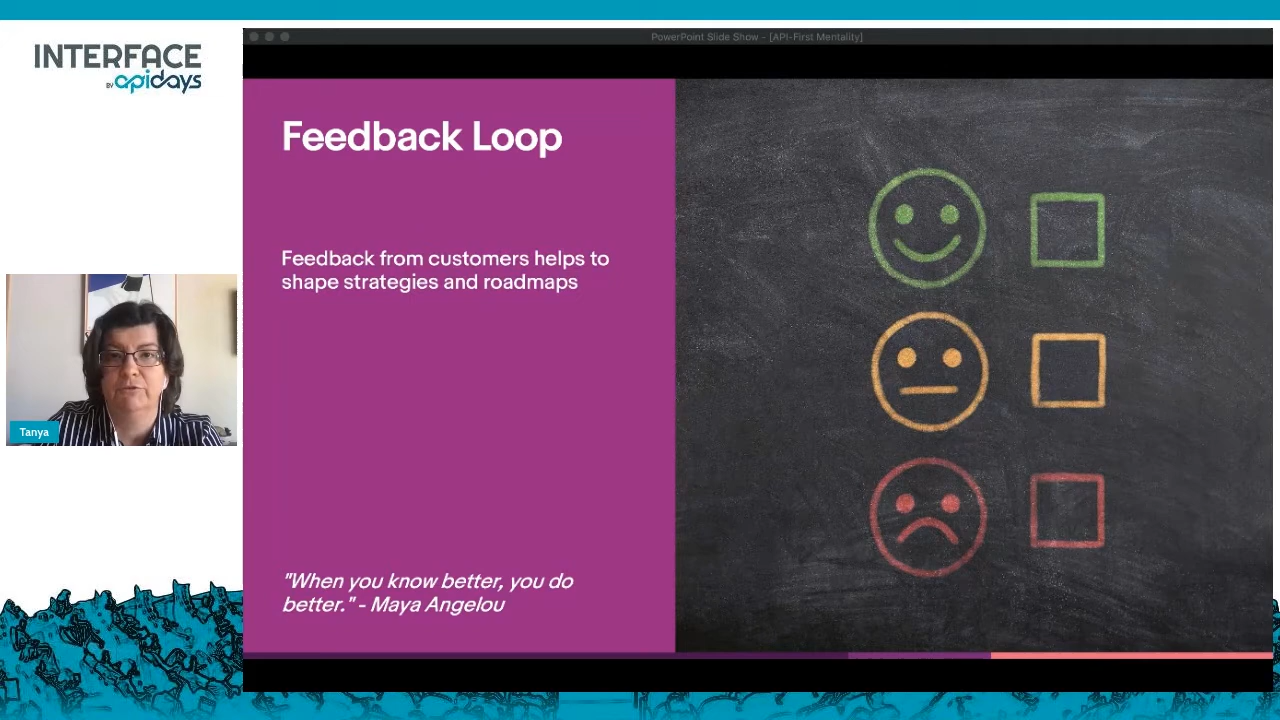 INTERFACE
BY apidays
PowerPoint Slide Show - [API-First Mentality]
Feedback Loop
Feedback from customers helps to
shape strategies and roadmaps
"When you know better, you do
better." - Maya Angelou
Tanya